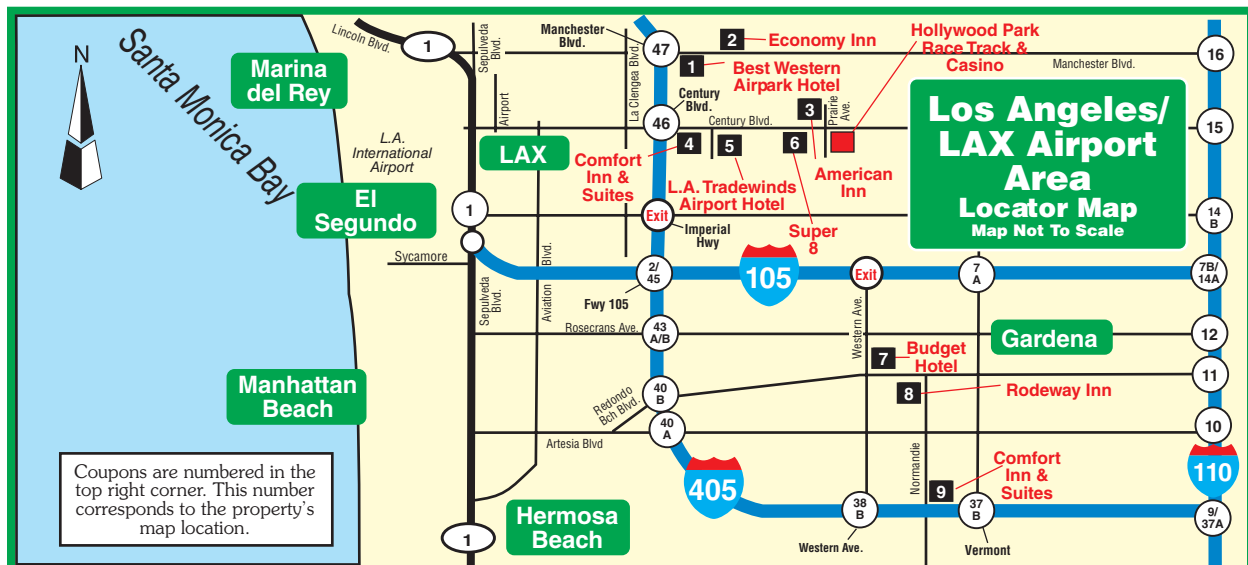 Santa Monica Bay
N
Marina
del Rey
Lincoln Blvd.
1
Sepulveda
Blvd.
Manchester
Blvd.
47
2
Economy Inn
1
Best Western
Airpark Hotel
Hollywood Park
Race Track &
Casino
Manchester Blvd.
16
La Clengea Blvd.
Airport
Century
Blvd.
46
Century Blvd.
3
Prairie
Ave.
15
L.A.
International
Airport
LAX
Comfort
Inn &
Suites
4
5
L.A. Tradewinds
Airport Hotel
6
Super
8
American
Inn
Los Angeles/
LAX Airport
Area
Locator Map
Map Not To Scale
El
Segundo
1
Exit
Imperial
Hwy
14
B
Sycamore
Sepulveda
Blvd.
Aviation Blvd.
2/
45
Fwy 105
105
Exit
7
A
7B/
14A
Rosecrans Ave.
43
A/B
Western Ave.
Gardena
12
7
Budget
Hotel
Manhattan
Beach
Redondo
Bch Blvd.
40
B
8
Rodeway Inn
11
40
A
Artesia Blvd
10
Coupons are numbered in the
top right corner. This number
corresponds to the property's
map location.
405
Normandie
9
Comfort
Inn &
Suites
110
1
Hermosa
Beach
38
B
Western Ave.
37
B
Vermont
9/
37A